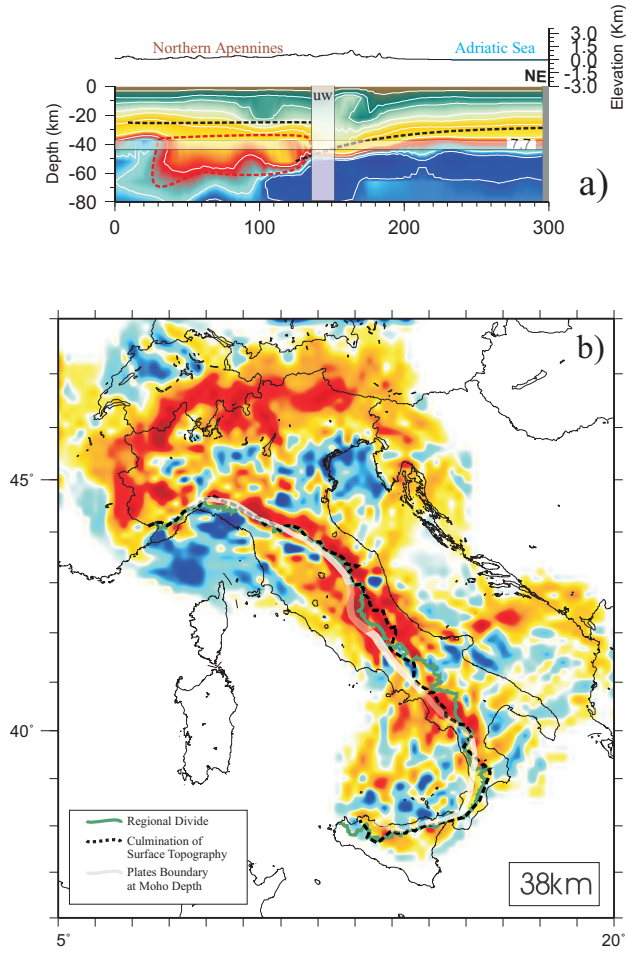 Northern Apennines
Adriatic Sea
3.0
1.5
0.0
-1.5
-3.0
Elevation (Km)
NE
uw
0
-20
-40
-60
-80
Depth (km)
7.7
a)
0
100
200
300
b)
45°
40°
Regional Divide
Culmination of
Surface Topography
Plates Boundary
at Moho Depth
38km
5°
20°